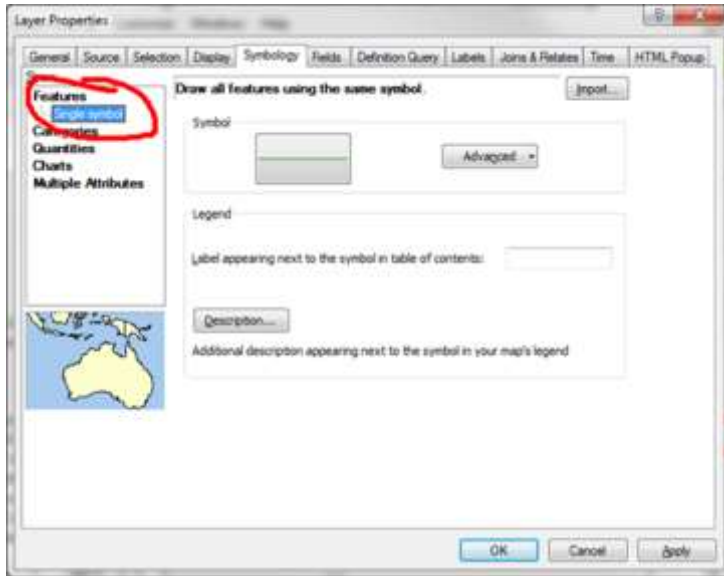 Layer Properties
General Source Selection Display Symbology Fields Definition Query Labels Joins & Relates Time HTML Popup
Features
Single symbol
Categories
Quantities
Charts
Multiple Attributes
Draw all features using the same symbol.
Import...
Symbol
Advanced
Legend
Label appearing next to the symbol in table of contents:
Description...
Additional description appearing next to the symbol in your map's legend
OK Cancel Apply